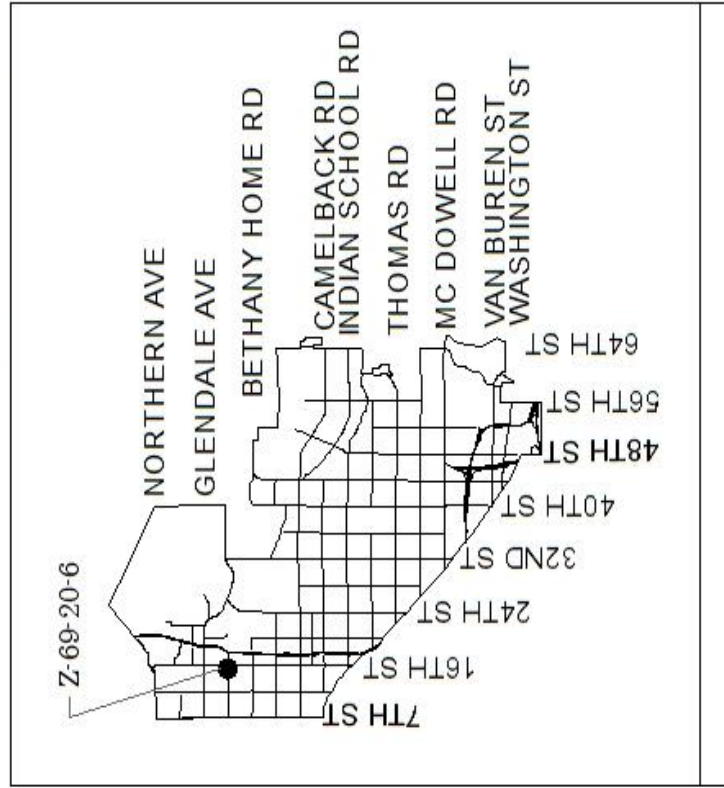 Z-69-20-6
NORTHERN AVE
GLENDALE AVE
BETHANY HOME RD
CAMELBACK RD
INDIAN SCHOOL RD
THOMAS RD
MC DOWELL RD
VAN BUREN ST
WASHINGTON ST
7TH ST
16TH ST
24TH ST
32ND ST
40TH ST
48TH ST
56TH ST
64TH ST